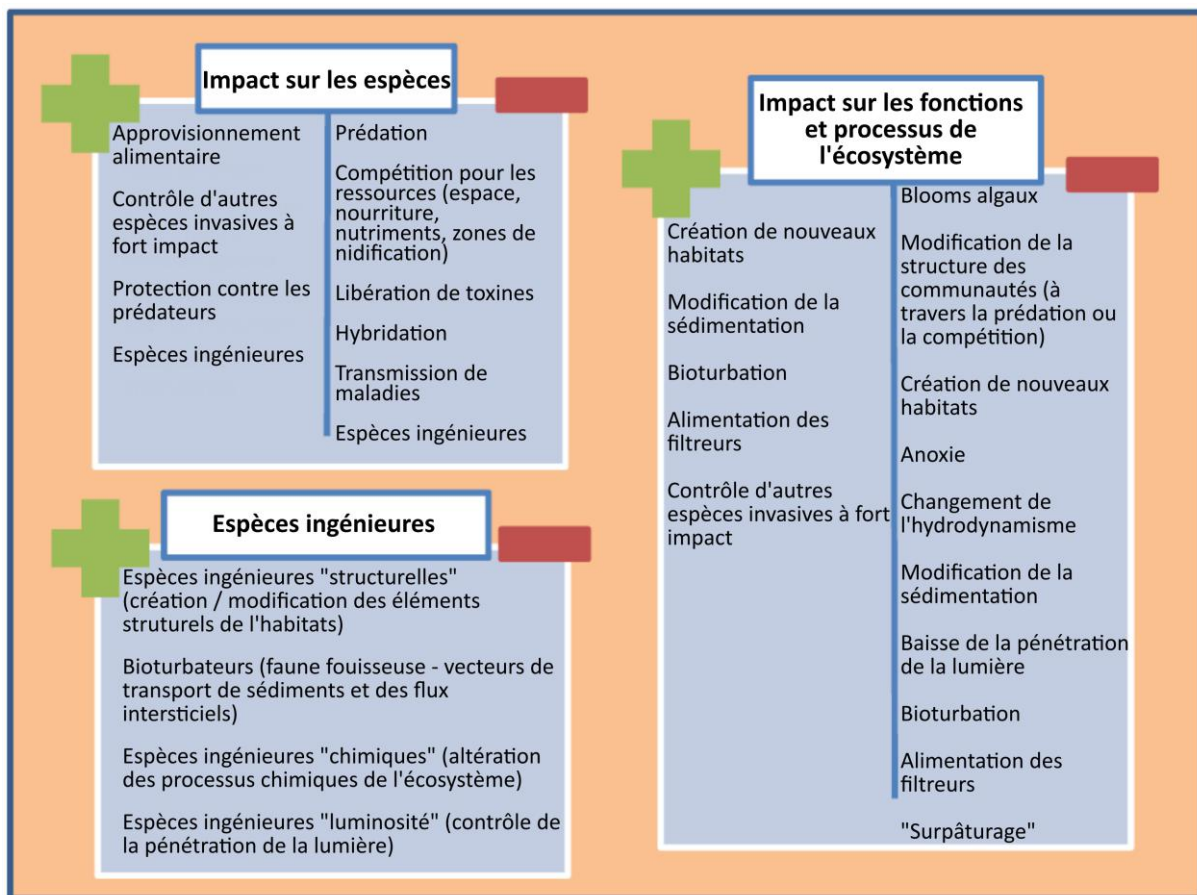 Impact sur les espèces
Approvisionnement
alimentaire
Contrôle d'autres
espèces invasives à
fort impact
Protection contre les
prédateurs
Espèces ingénieures
Prédation
Compétition pour les
ressources (espace,
nourriture,
nutriments, zones de
nidification)
Libération de toxines
Hybridation
Transmission de
maladies
Espèces ingénieures
Espèces ingénieures
Espèces ingénieures "structurelles"
(création / modification des éléments
struturels de l'habitats)
Bioturbateurs (faune fouisseuse - vecteurs de
transport de sédiments et des flux
intersticiels)
Espèces ingénieures "chimiques" (altération
des processus chimiques de l'écosystème)
Espèces ingénieures "luminosité" (contrôle de
la pénétration de la lumière)
Impact sur les fonctions
et processus de
l'écosystème
Création de nouveaux
habitats
Modification de la
sédimentation
Bioturbation
Alimentation des
filtreurs
Contrôle d'autres
espèces invasives à fort
impact
Blooms algaux
Modification de la
structure des
communautés (à
travers la prédation ou
la compétition)
Création de nouveaux
habitats
Anoxie
Changement de
l'hydrodynamisme
Modification de la
sédimentation
Baisse de la pénétration
de la lumière
Bioturbation
Alimentation des
filtreurs
"Surpâturage"